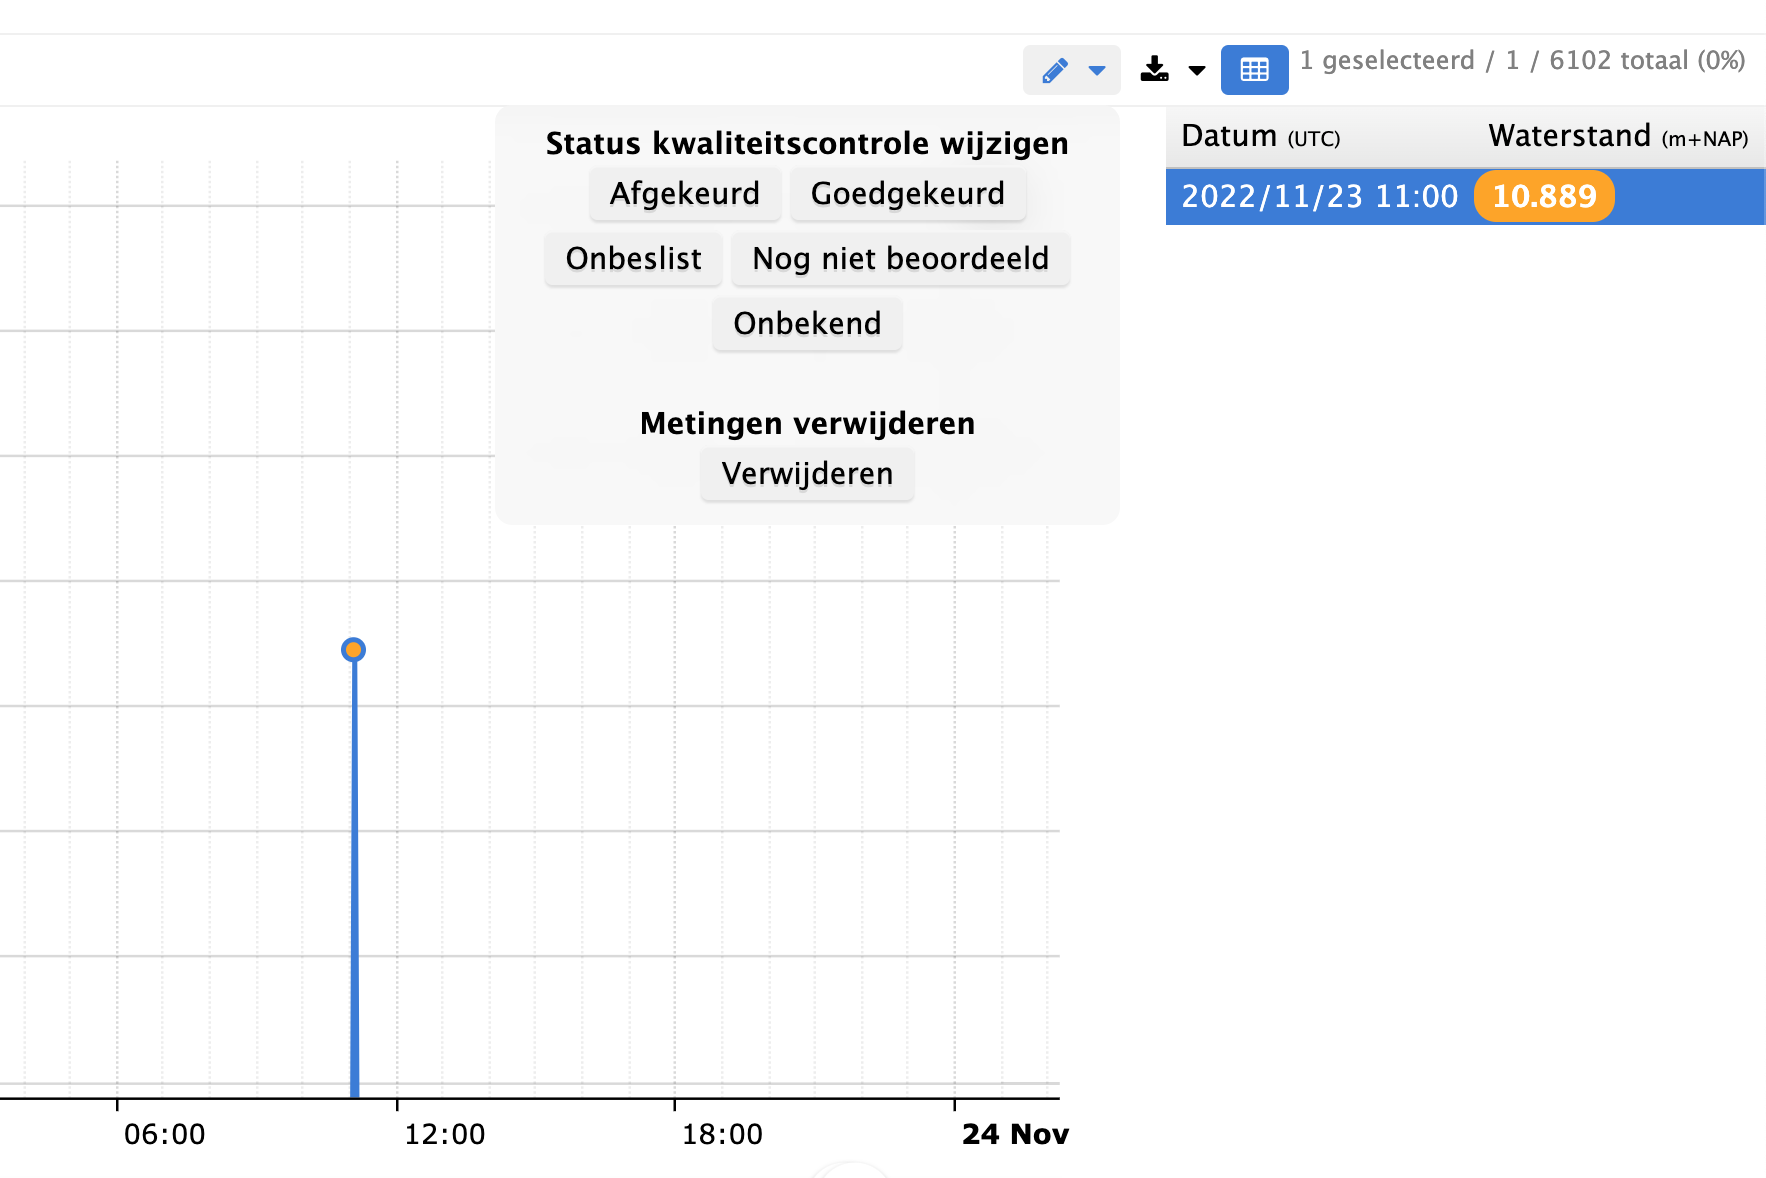 1 geselecteerd / 1 / 6102 totaal (0%)
Status kwaliteitscontrole wijzigen
Afgekeurd Goedgekeurd
Onbeslist Nog niet beoordeeld
Onbekend
Metingen verwijderen
Verwijderen
Datum (UTC) Waterstand (m+NAP)
2022/11/23 11:00 10.889
06:00 12:00 18:00 24 Nov